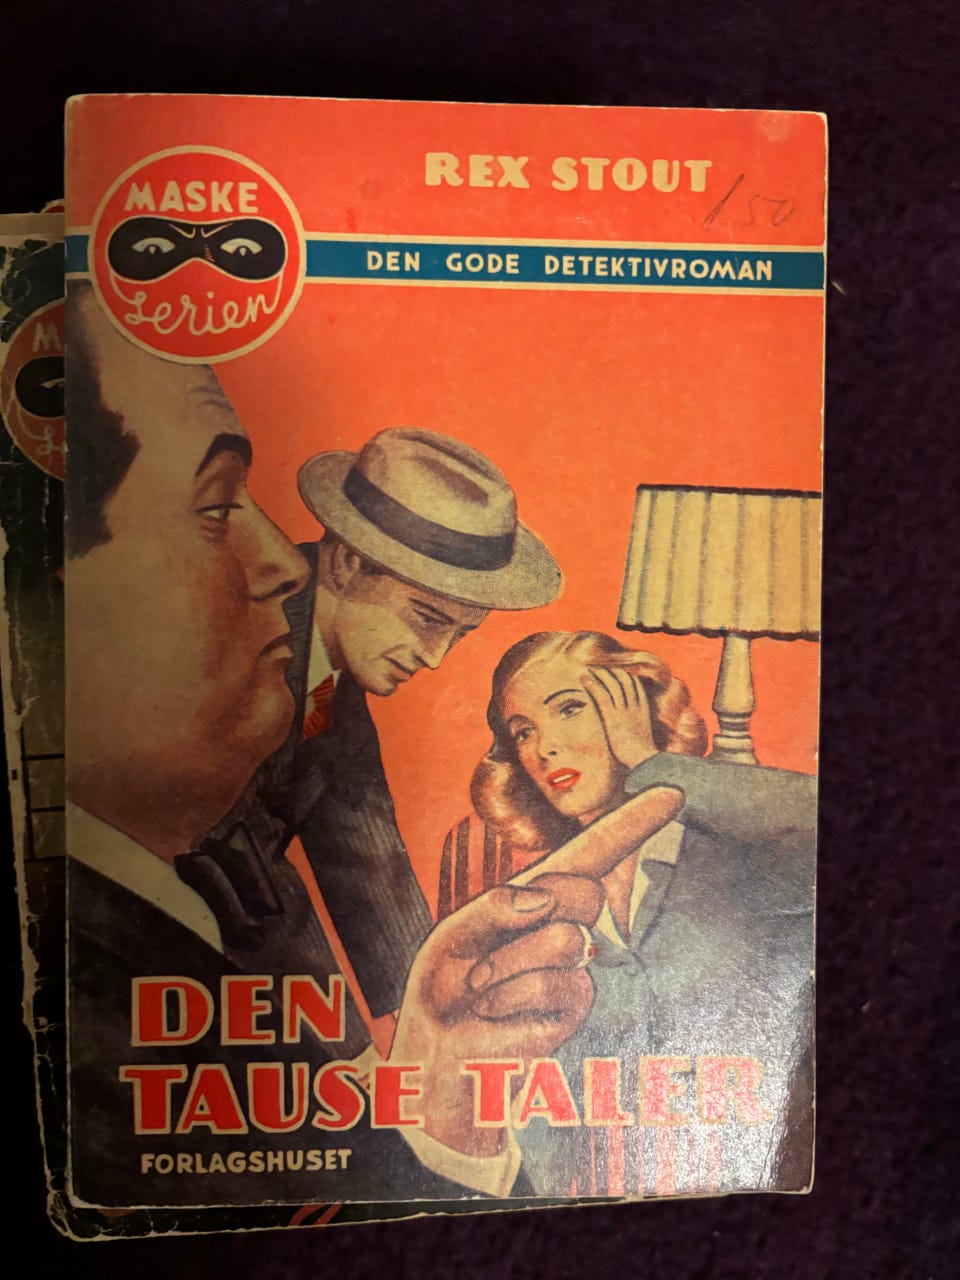 REX STOUT
1.50
MASKE
Serien
DEN GODE DETEKTIVROMAN
DEN
TAUSE TALER
FORLAGSHUSET